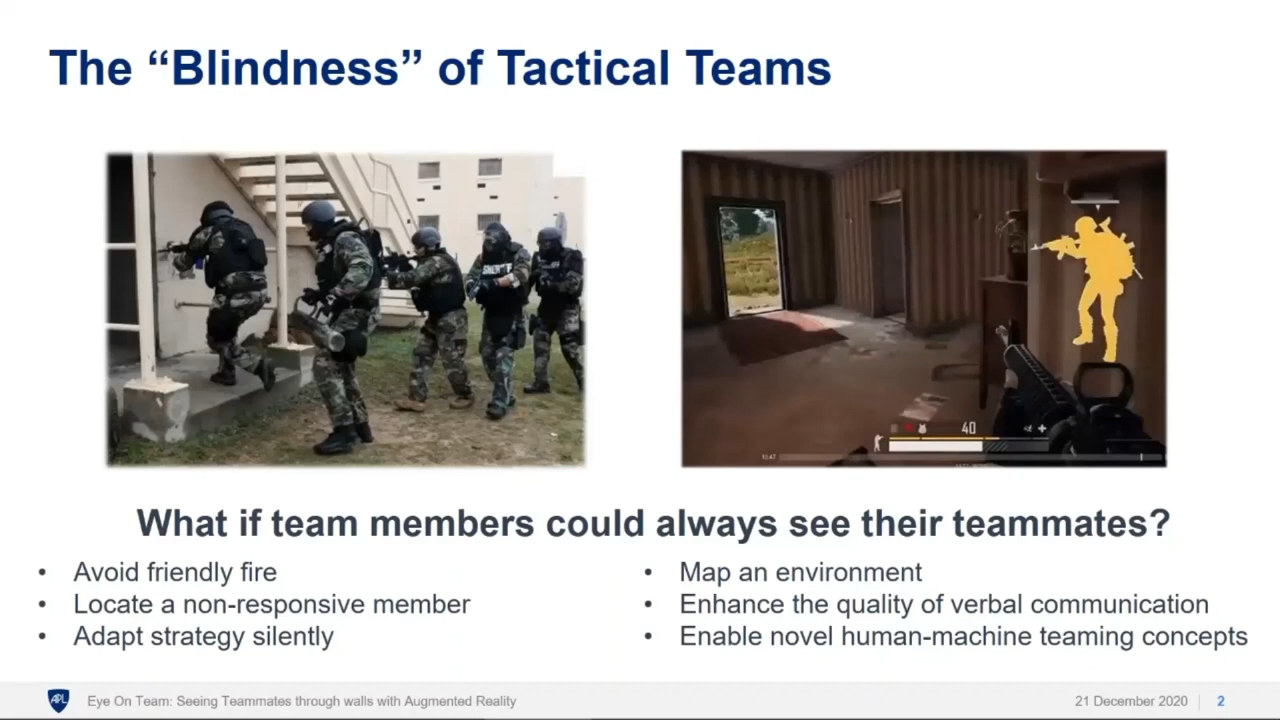 The “Blindness” of Tactical Teams
SHERIFF
40
What if team members could always see their teammates?
• Avoid friendly fire
• Locate a non-responsive member
• Adapt strategy silently
• Map an environment
• Enhance the quality of verbal communication
• Enable novel human-machine teaming concepts
APL
Eye On Team: Seeing Teammates through walls with Augmented Reality
21 December 2020 | 2